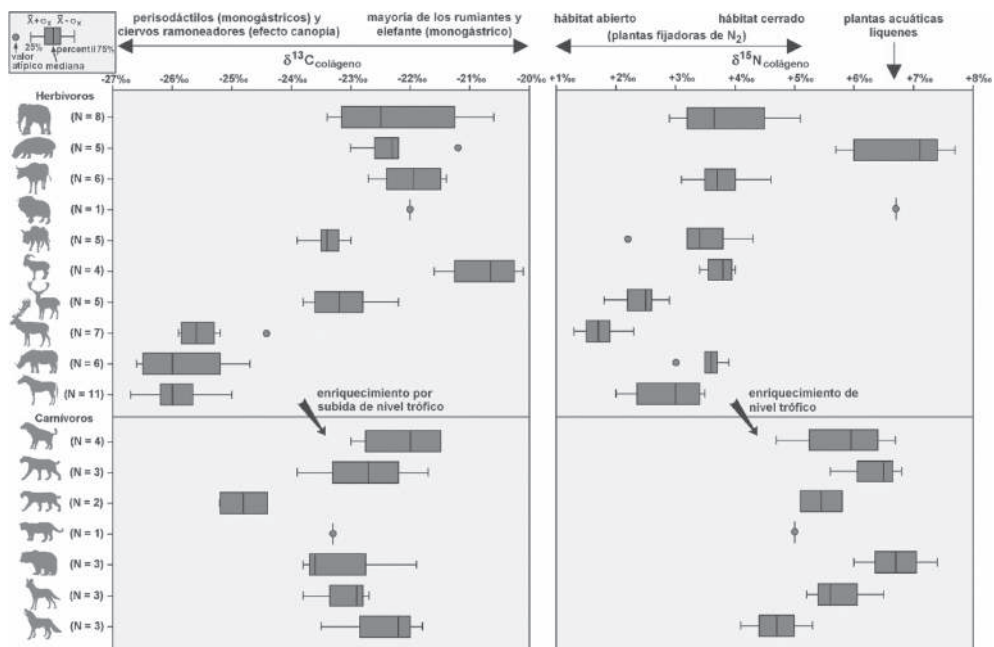 perisodáctilos (monogástricos) y
ciervos ramoneadores (efecto canopia)
mayoría de los rumiantes y
elefante (monogástrico)
hábitat abierto
hábitat cerrado
(plantas fijadoras de N2)
plantas acuáticas
líquenes
X̄+σx X̄-σx
25%
percentil 75%
valor
atípico
mediana
δ13Ccolágeno
δ15Ncolágeno
-27‰ -26‰ -25‰ -24‰ -23‰ -22‰ -21‰ -20‰
+1‰ +2‰ +3‰ +4‰ +5‰ +6‰ +7‰ +8‰
Herbívoros
(N = 8)
(N = 5)
(N = 6)
(N = 1)
(N = 5)
(N = 4)
(N = 5)
(N = 7)
(N = 6)
(N = 11)
enriquecimiento por
subida de nivel trófico
enriquecimiento de
nivel trófico
Carnívoros
(N = 4)
(N = 3)
(N = 2)
(N = 1)
(N = 3)
(N = 3)
(N = 3)